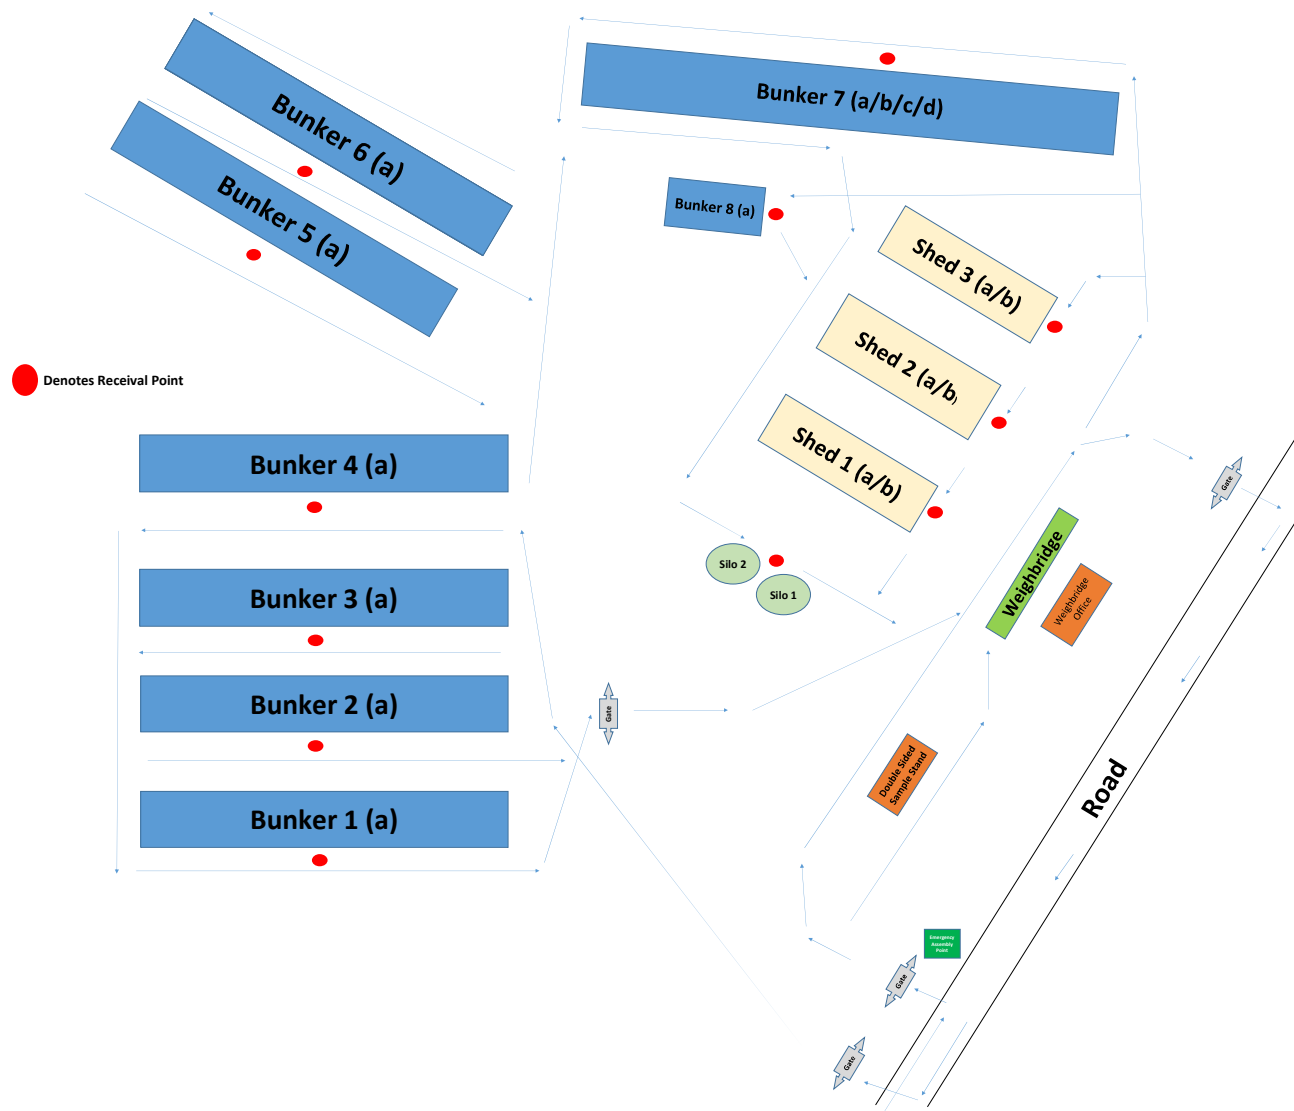 Bunker 7 (a/b/c/d)
Bunker 6 (a)
Bunker 5 (a)
Bunker 8 (a)
Shed 3 (a/b)
Shed 2 (a/b)
Shed 1 (a/b)
Denotes Receival Point
Bunker 4 (a)
Bunker 3 (a)
Bunker 2 (a)
Bunker 1 (a)
Silo 2
Silo 1
Gate
Weighbridge
Weighbridge
Office
Gate
Double Sided
Sample Stand
Road
Emergency
Assembly
Point
Gate
Gate